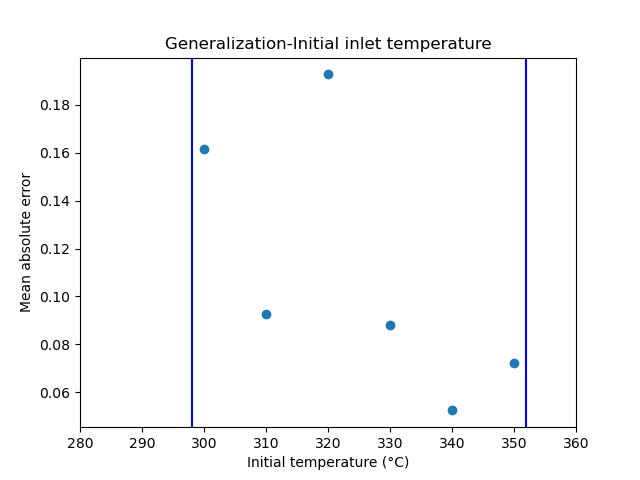 Generalization-Initial inlet temperature
Mean absolute error
0.18
0.16
0.14
0.12
0.10
0.08
0.06
280 290 300 310 320 330 340 350 360
Initial temperature (°C)